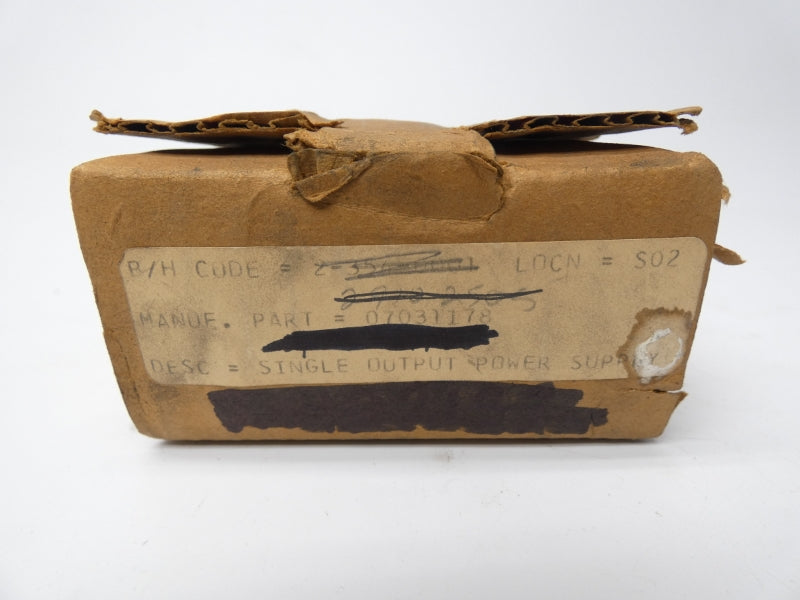 B/H CODE = LOCN = S02
MANUF. PART = 07031178
DESC = SINGLE OUTPUT POWER SUPPLY